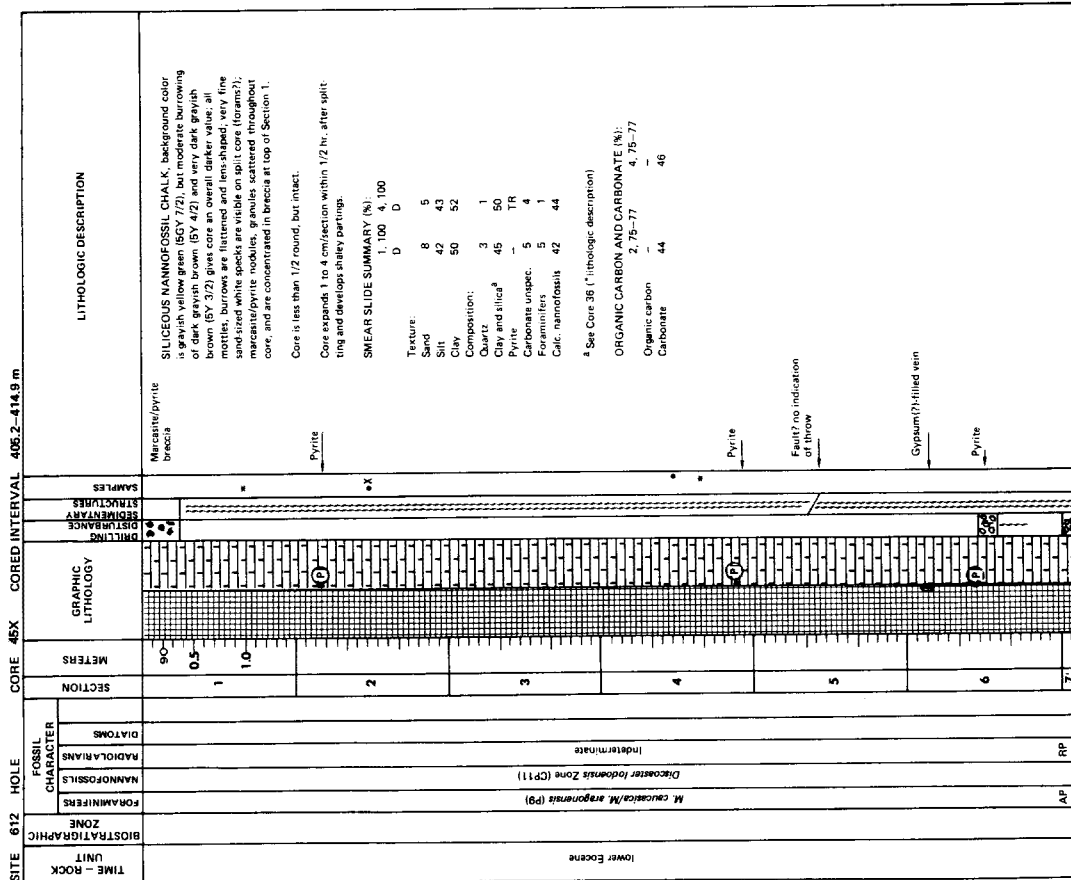 SITE 612 HOLE CORE 45X CORED INTERVAL 405.2–414.9 m
TIME – ROCK UNIT
BIOSTRATIGRAPHIC ZONE
FOSSIL CHARACTER
FORAMINIFERS
NANNOFOSSILS
RADIOLARIANS
DIATOMS
SECTION
METERS
GRAPHIC LITHOLOGY
DRILLING DISTURBANCE
SEDIMENTARY STRUCTURES
SAMPLES
LITHOLOGIC DESCRIPTION
lower Eocene
M. caucasica/M. aragonensis (P9)
AP
Discoaster lodoensis Zone (CP11)
Indeterminate
RP
1
2
3
4
5
6
7
90
0.5
1.0
P
P
P
*
•X
•
*
Marcasite/pyrite
breccia
Pyrite
Pyrite
Fault? no indication
of throw
Gypsum(?)-filled vein
Pyrite
SILICEOUS NANNOFOSSIL CHALK, background color
is grayish yellow green (5GY 7/2), but moderate burrowing
of dark grayish brown (5Y 4/2) and very dark grayish
brown (5Y 3/2) gives core an overall darker value; all
mottles, burrows are flattened and lens-shaped; very fine
sand-sized white specks are visible on split core (forams?);
marcasite/pyrite nodules, granules scattered throughout
core, and are concentrated in breccia at top of Section 1.
Core is less than 1/2 round, but intact.
Core expands 1 to 4 cm/section within 1/2 hr. after split-
ting and develops shaley partings.
SMEAR SLIDE SUMMARY (%):
1, 100 4, 100
D D
Texture:
Sand 8 5
Silt 42 43
Clay 50 52
Composition:
Quartz 3 1
Clay and silica a 45 50
Pyrite – TR
Carbonate unspec. 5 4
Foraminifers 5 1
Calc. nannofossils 42 44
a See Core 36 ("lithologic description)
ORGANIC CARBON AND CARBONATE (%):
2, 75–77 4, 75–77
Organic carbon – –
Carbonate 44 46